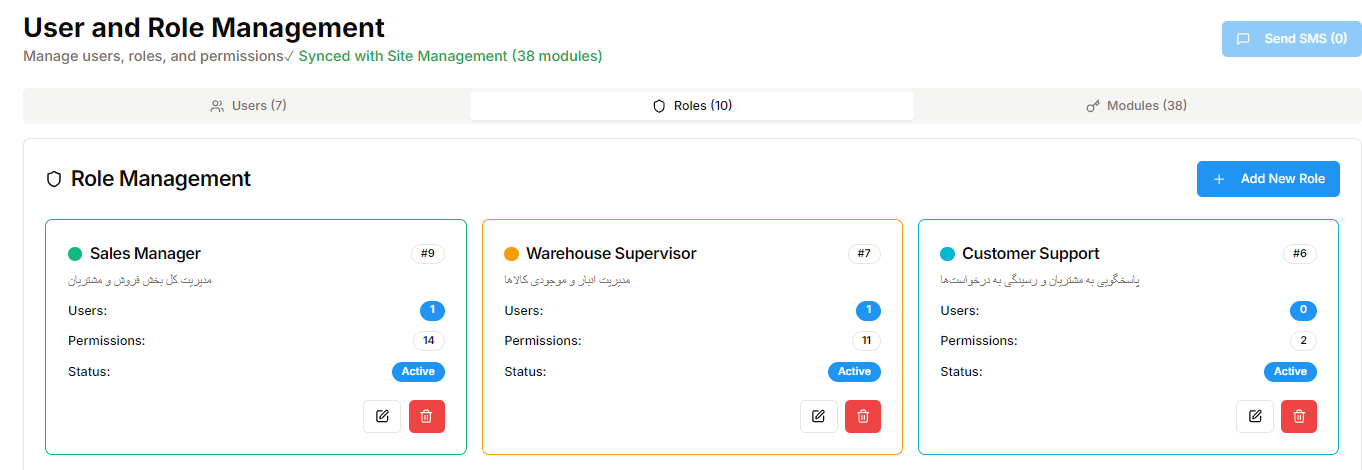 User and Role Management
Manage users, roles, and permissions✓ Synced with Site Management (38 modules)
Send SMS (0)
Users (7)
Roles (10)
Modules (38)
Role Management
Add New Role
Sales Manager
#9
مدیریت کل بخش فروش و مشتریان
Users:
1
Permissions:
14
Status:
Active
Warehouse Supervisor
#7
مدیریت انبار و موجودی کالاها
Users:
1
Permissions:
11
Status:
Active
Customer Support
#6
پاسخگویی به مشتریان و رسیدگی به درخواست‌ها
Users:
0
Permissions:
2
Status:
Active